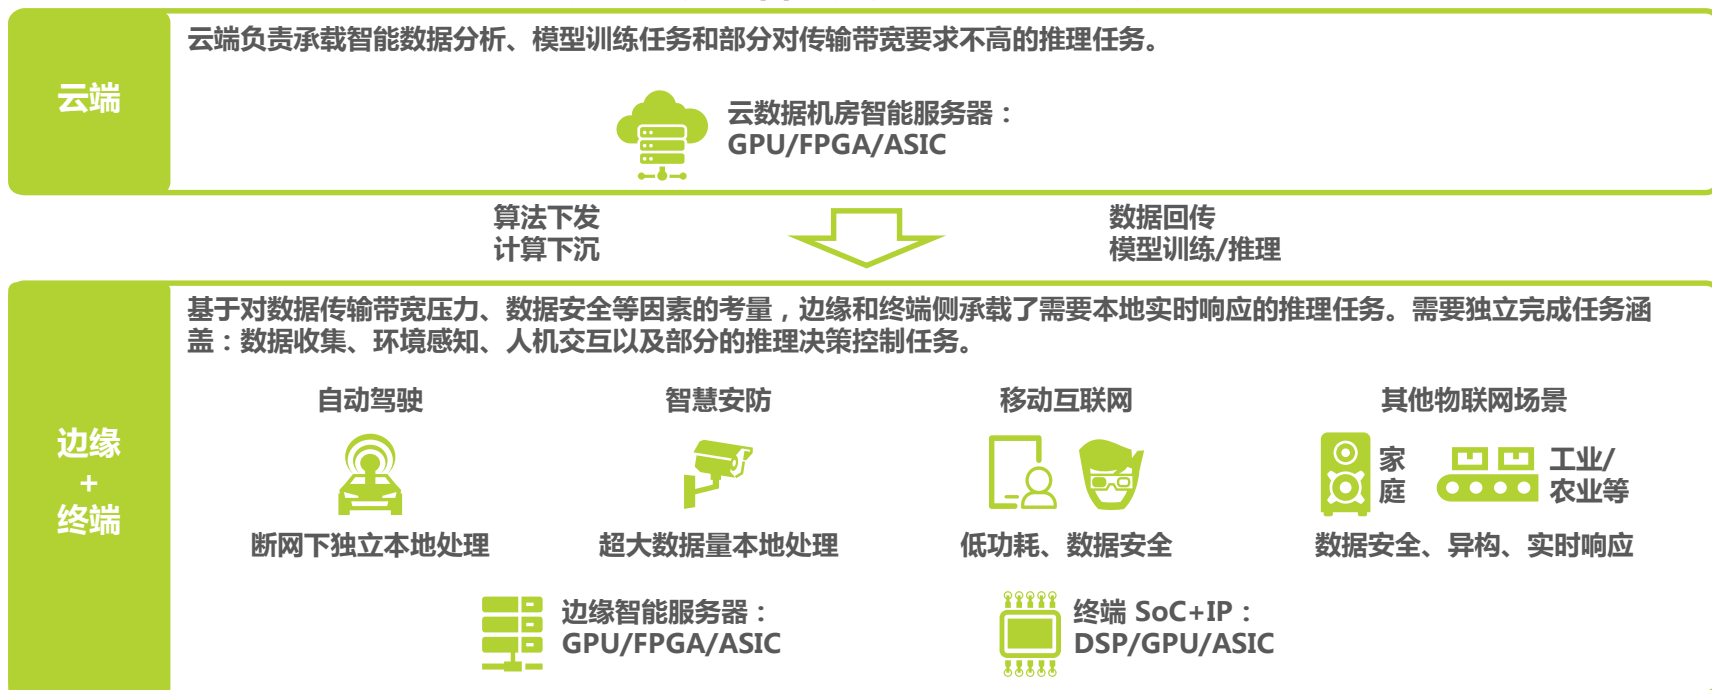 云端负责承载智能数据分析、模型训练任务和部分对传输带宽要求不高的推理任务。
云端
云数据机房智能服务器：
GPU/FPGA/ASIC
算法下发
计算下沉
数据回传
模型训练/推理
基于对数据传输带宽压力、数据安全等因素的考量，边缘和终端侧承载了需要本地实时响应的推理任务。需要独立完成任务涵
盖：数据收集、环境感知、人机交互以及部分的推理决策控制任务。
边缘
+
终端
自动驾驶
智慧安防
移动互联网
其他物联网场景
家
庭
工业/
农业等
断网下独立本地处理
超大数据量本地处理
低功耗、数据安全
数据安全、异构、实时响应
边缘智能服务器：
GPU/FPGA/ASIC
终端 SoC+IP：
DSP/GPU/ASIC